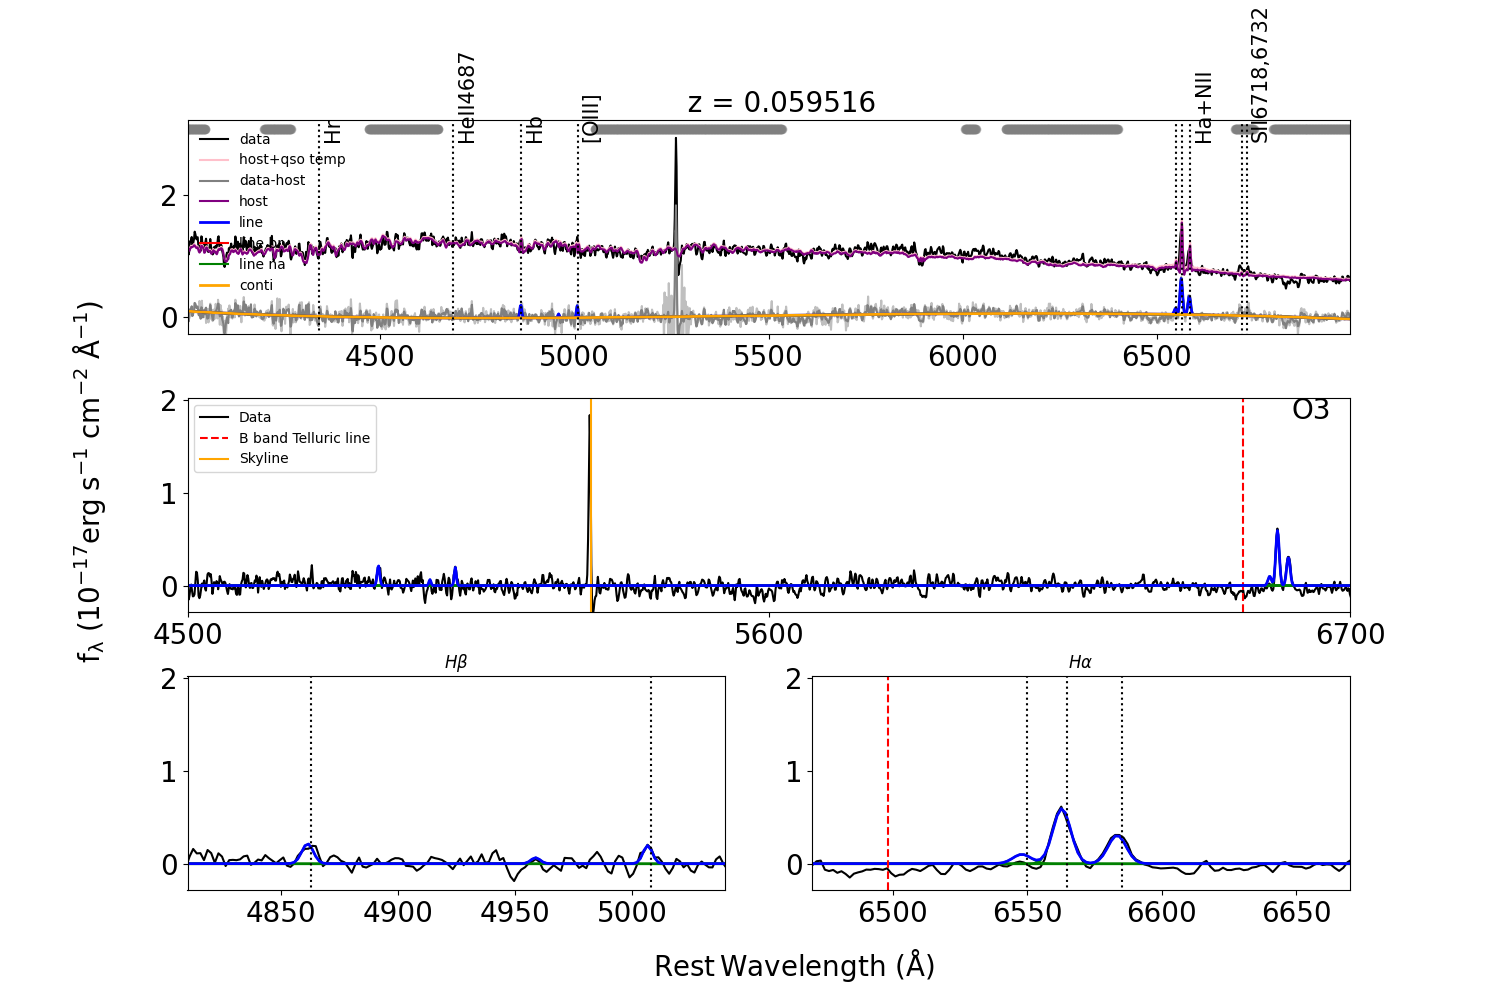 z = 0.059516
Hr
HeII4687
Hb
[OIII]
Ha+NII
SII6718,6732
data
host+qso temp
data-host
host
line
line br
line na
conti
2
0
4500
5000
5500
6000
6500
fλ (10⁻¹⁷erg s⁻¹ cm⁻² Å⁻¹)
O3
Data
B band Telluric line
Skyline
2
1
0
4500
5600
6700
Hβ
2
1
0
4850
4900
4950
5000
Hα
2
1
0
6500
6550
6600
6650
Rest Wavelength (Å)